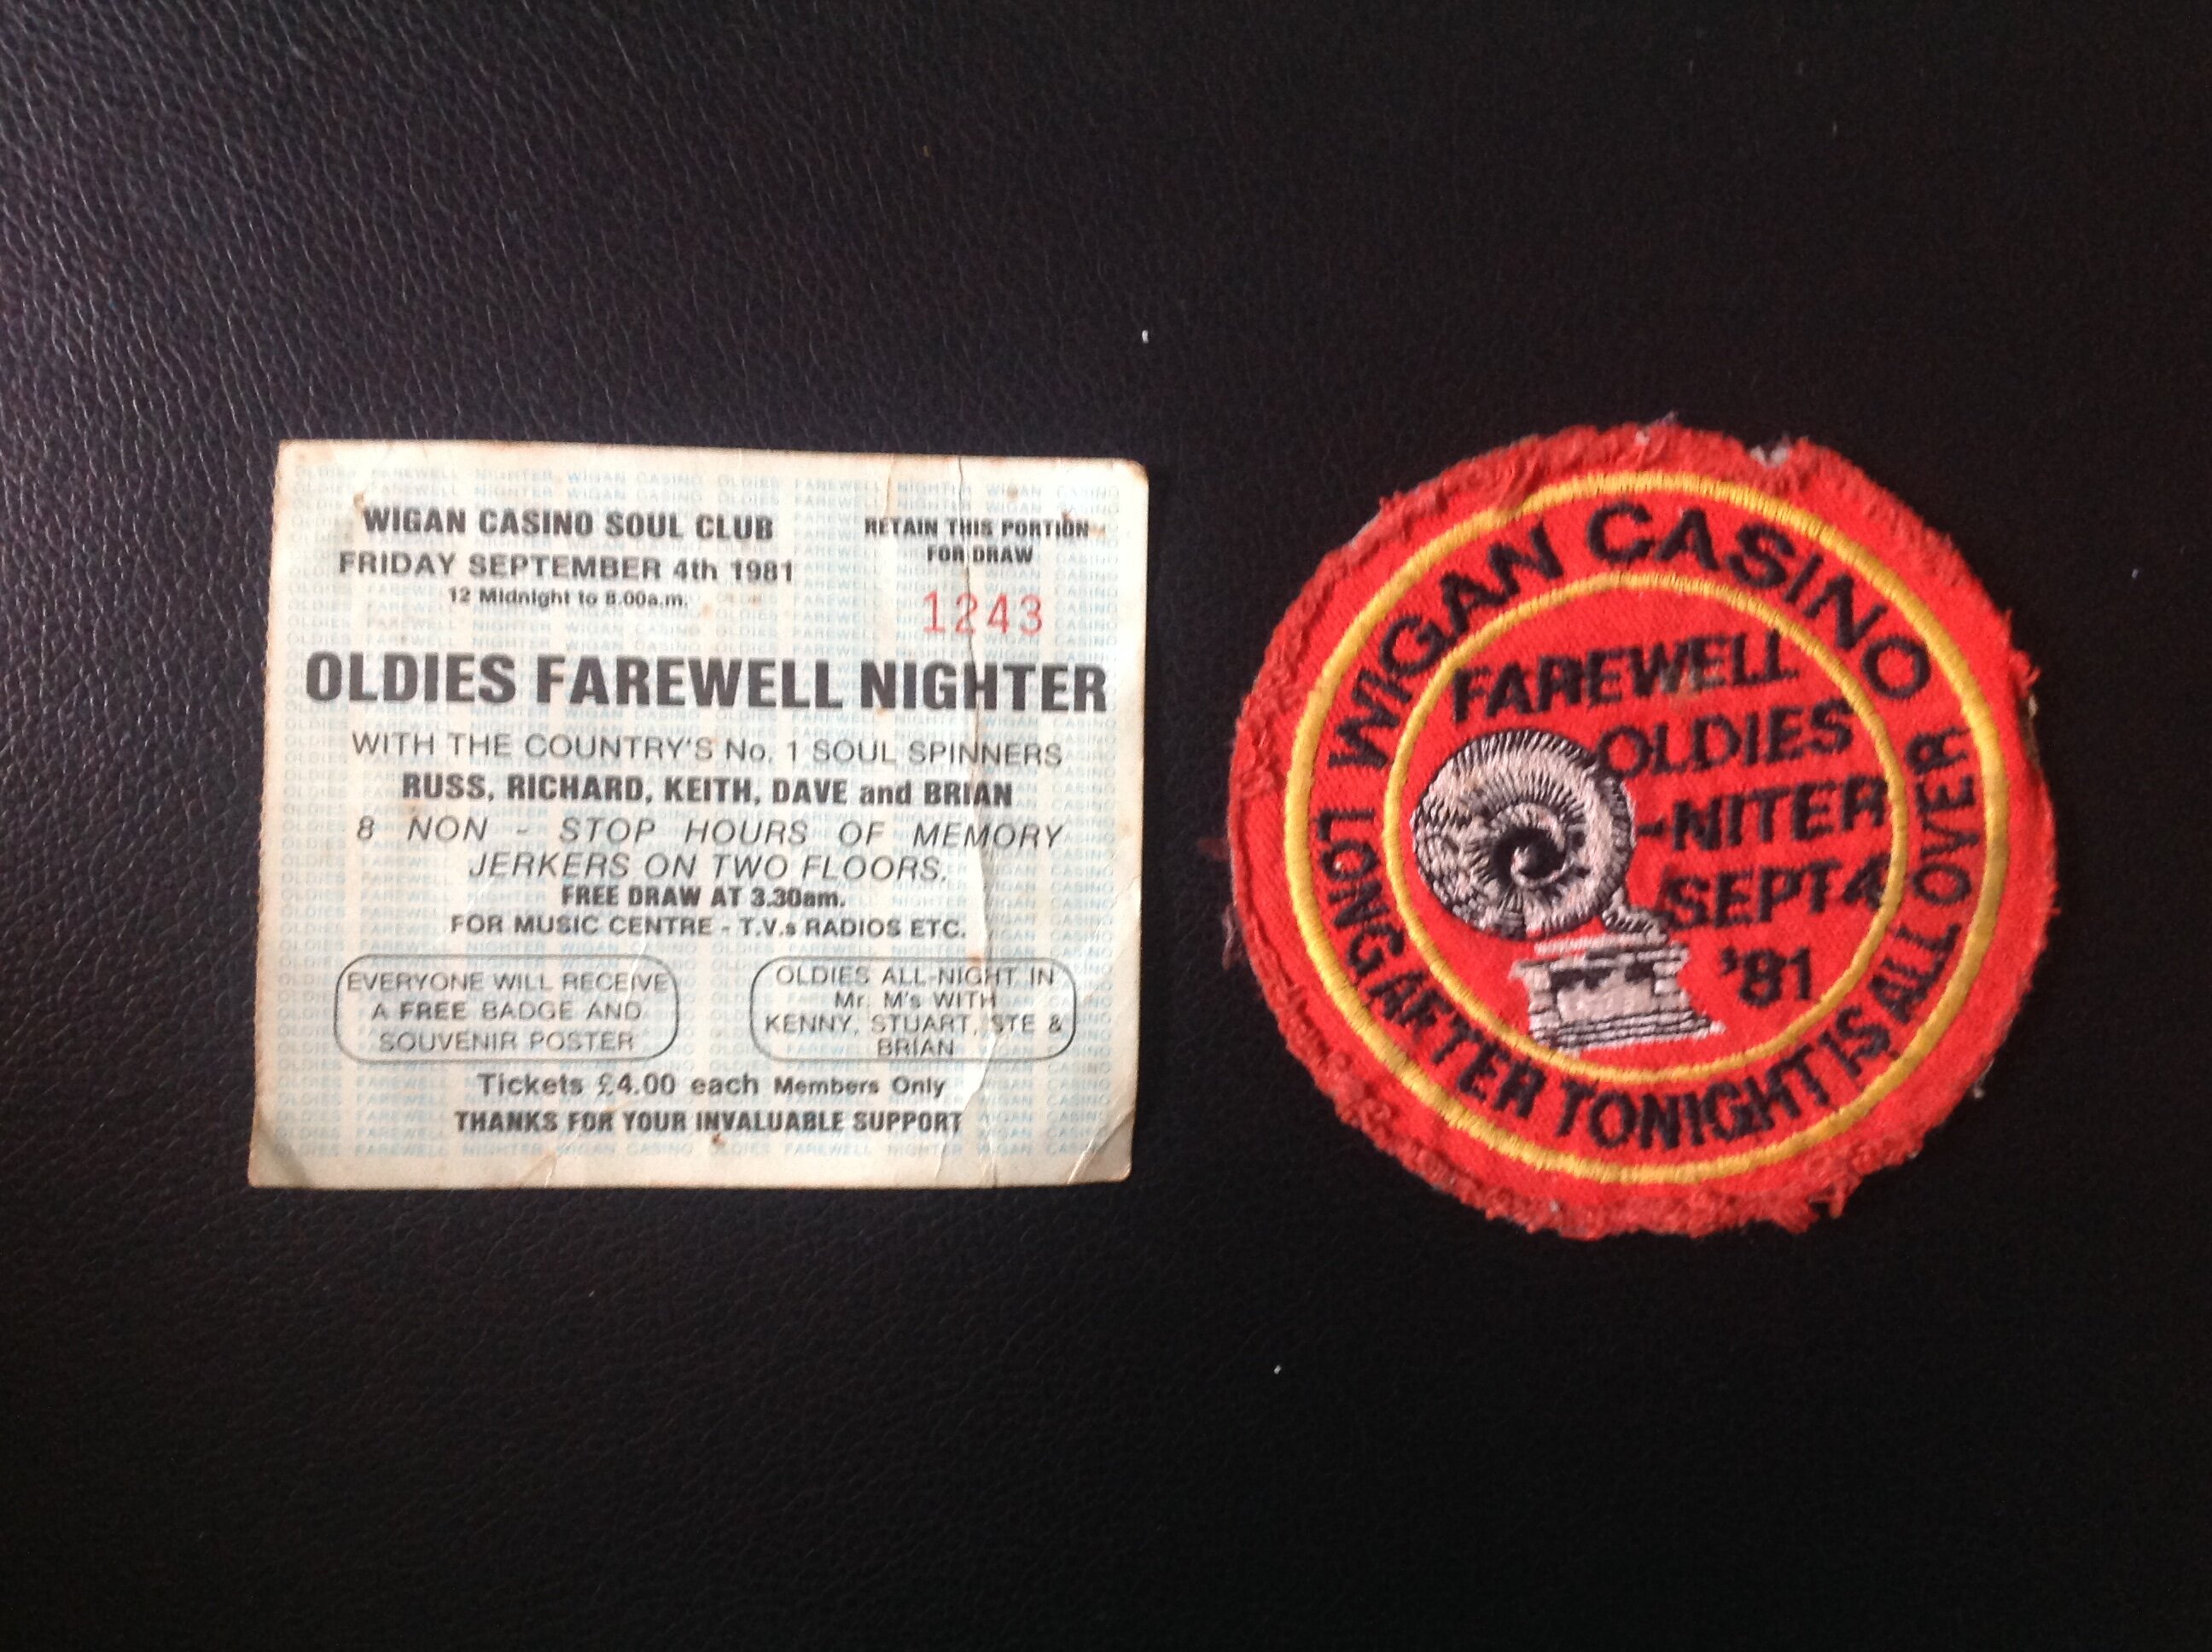 WIGAN CASINO SOUL CLUB
FRIDAY SEPTEMBER 4th 1981
12 Midnight to 8.00a.m.
RETAIN THIS PORTION
FOR DRAW
1243
OLDIES FAREWELL NIGHTER
WITH THE COUNTRY'S No. 1 SOUL SPINNERS
RUSS, RICHARD, KEITH, DAVE and BRIAN
8 NON - STOP HOURS OF MEMORY
JERKERS ON TWO FLOORS.
FREE DRAW AT 3.30am.
FOR MUSIC CENTRE - T.V.s RADIOS ETC.
EVERYONE WILL RECEIVE
A FREE BADGE AND
SOUVENIR POSTER
OLDIES ALL-NIGHT IN
Mr. M's WITH
KENNY, STUART, STE &
BRIAN
Tickets £4.00 each Members Only
THANKS FOR YOUR INVALUABLE SUPPORT
WIGAN CASINO
FAREWELL
OLDIES
-NITER
SEPT 4
'81
LONG AFTER TONIGHT IS ALL OVER